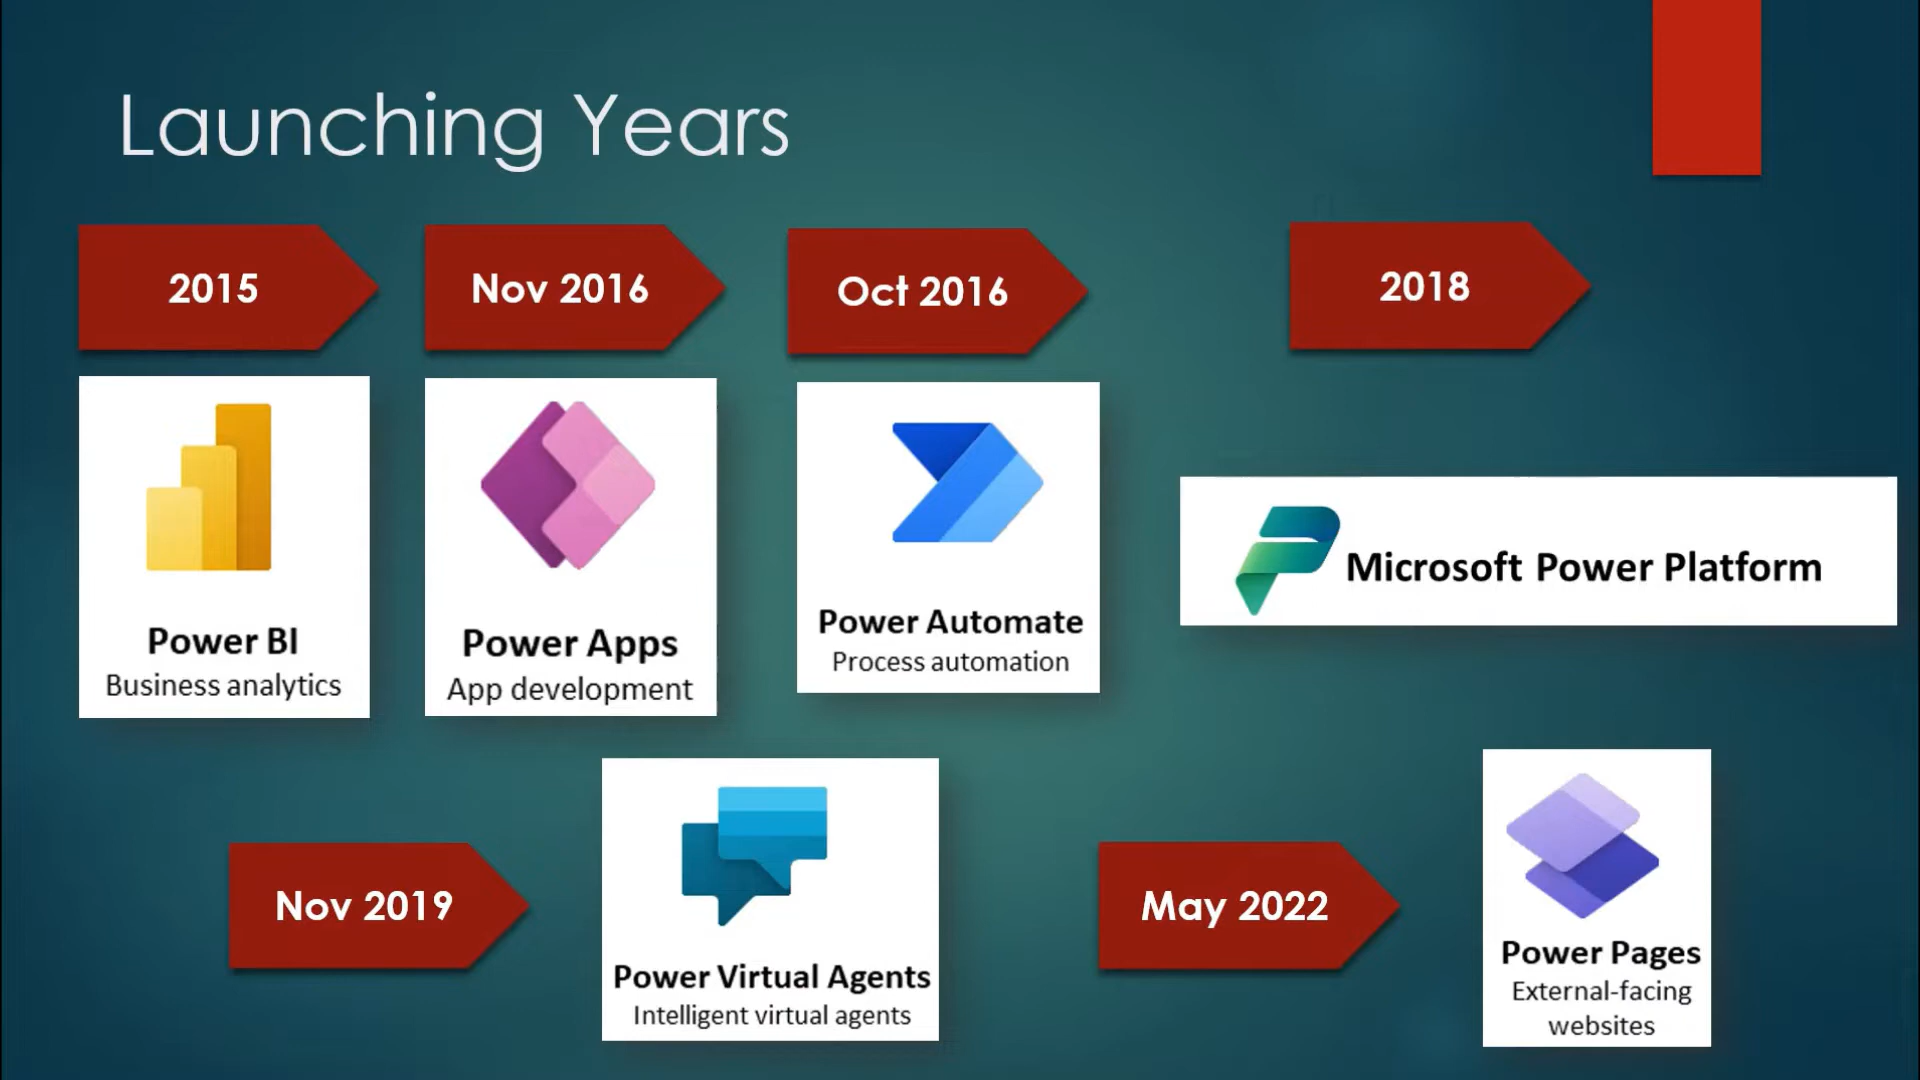 Launching Years
2015
Nov 2016
Oct 2016
2018
Power BI
Business analytics
Power Apps
App development
Power Automate
Process automation
Microsoft Power Platform
Nov 2019
Power Virtual Agents
Intelligent virtual agents
May 2022
Power Pages
External-facing
websites